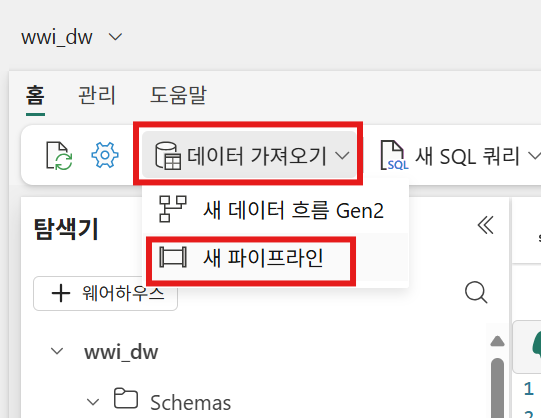 wwi_dw
홈 관리 도움말
데이터 가져오기 SQL 새 SQL 쿼리
새 데이터 흐름 Gen2
탐색기
새 파이프라인
+ 웨어하우스
wwi_dw
Schemas
1
2